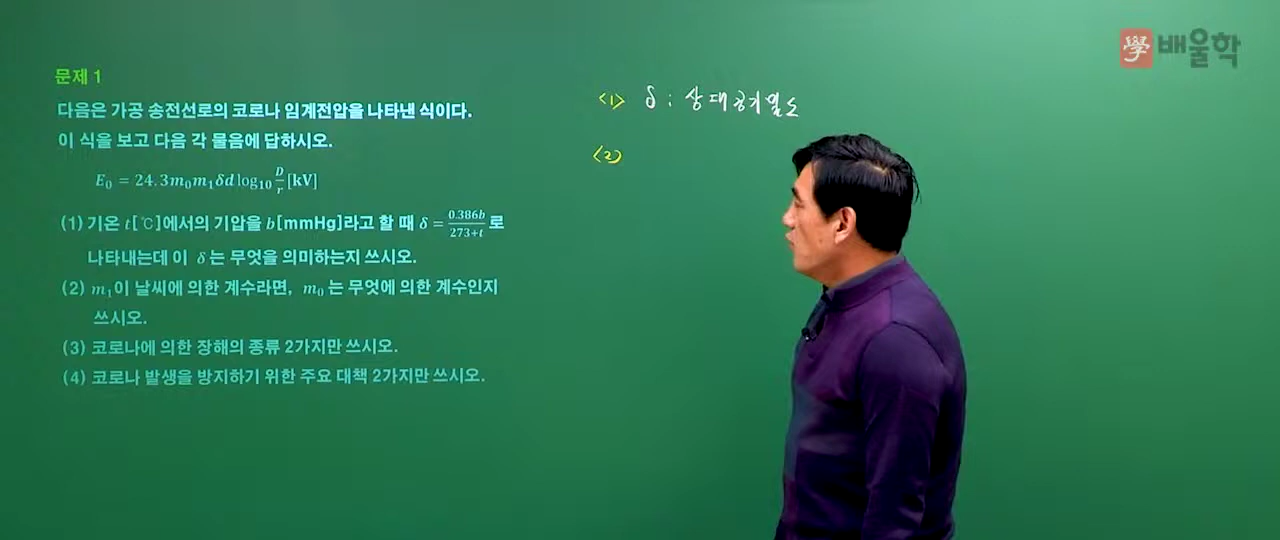 學배울학
문제 1
다음은 가공 송전선로의 코로나 임계전압을 나타낸 식이다.
이 식을 보고 다음 각 물음에 답하시오.
E₀ = 24.3m₀m₁δd log₁₀ D/r [kV]
(1) 기온 t[℃]에서의 기압을 b[mmHg]라고 할 때 δ = 0.386b/273+t 로
나타내는데 이 δ는 무엇을 의미하는지 쓰시오.
(2) m₁이 날씨에 의한 계수라면, m₀는 무엇에 의한 계수인지
쓰시오.
(3) 코로나에 의한 장해의 종류 2가지만 쓰시오.
(4) 코로나 발생을 방지하기 위한 주요 대책 2가지만 쓰시오.
<1> δ : 상대공기밀도
<2>